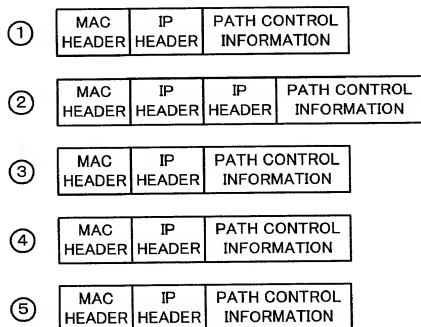 ① MAC HEADER IP HEADER PATH CONTROL INFORMATION
② MAC HEADER IP HEADER IP HEADER PATH CONTROL INFORMATION
③ MAC HEADER IP HEADER PATH CONTROL INFORMATION
④ MAC HEADER IP HEADER PATH CONTROL INFORMATION
⑤ MAC HEADER IP HEADER PATH CONTROL INFORMATION